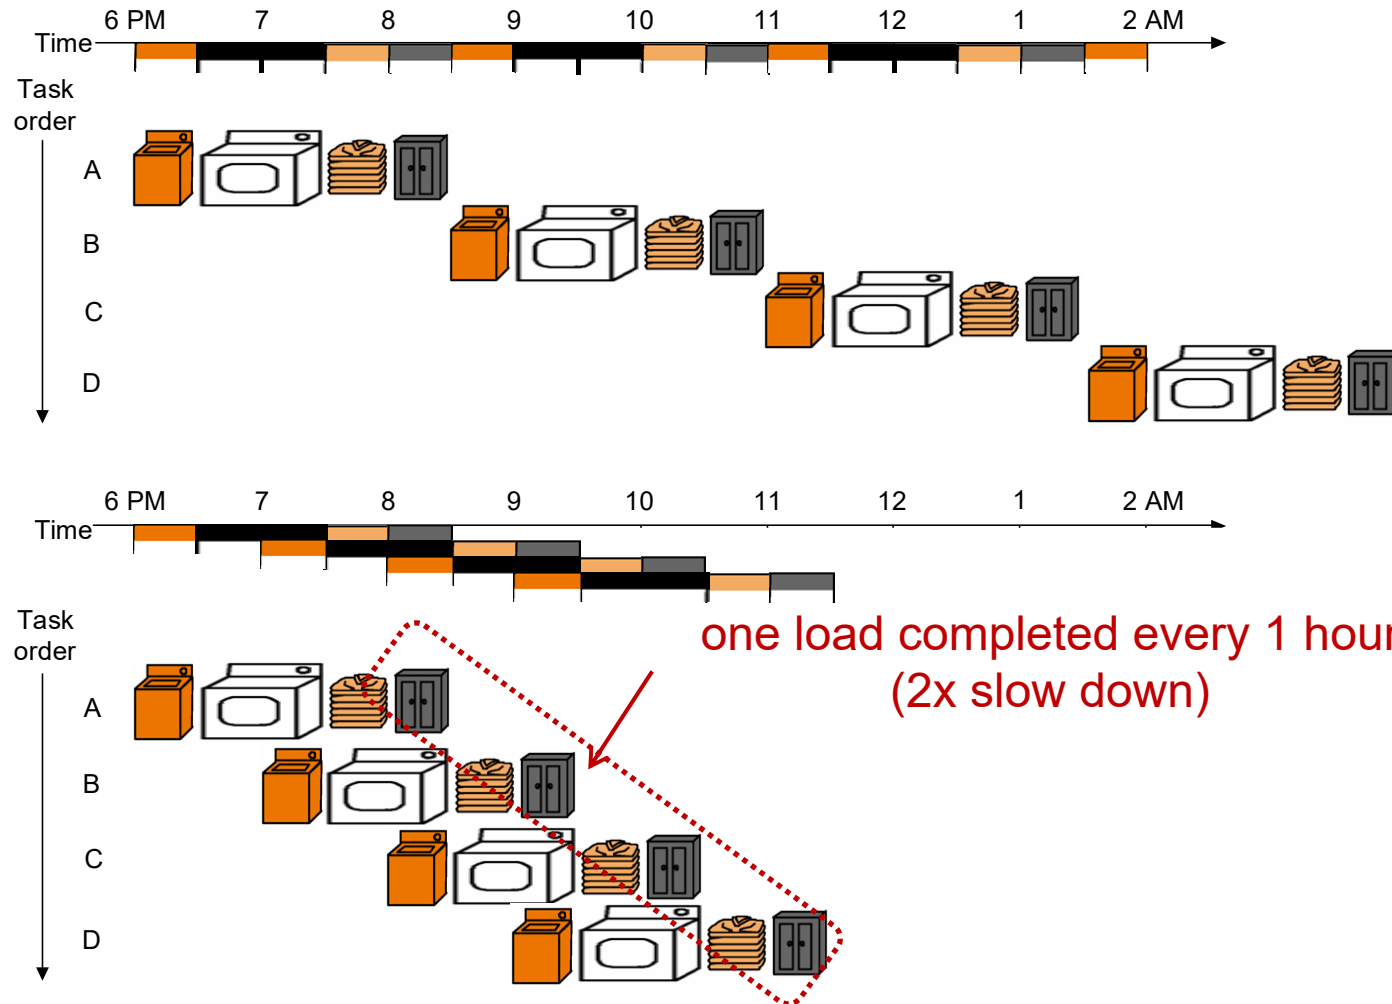 6 PM 7 8 9 10 11 12 1 2 AM
Time
Task
order
A
B
C
D
6 PM 7 8 9 10 11 12 1 2 AM
Time
Task
order
one load completed every 1 hour
(2x slow down)
A
B
C
D